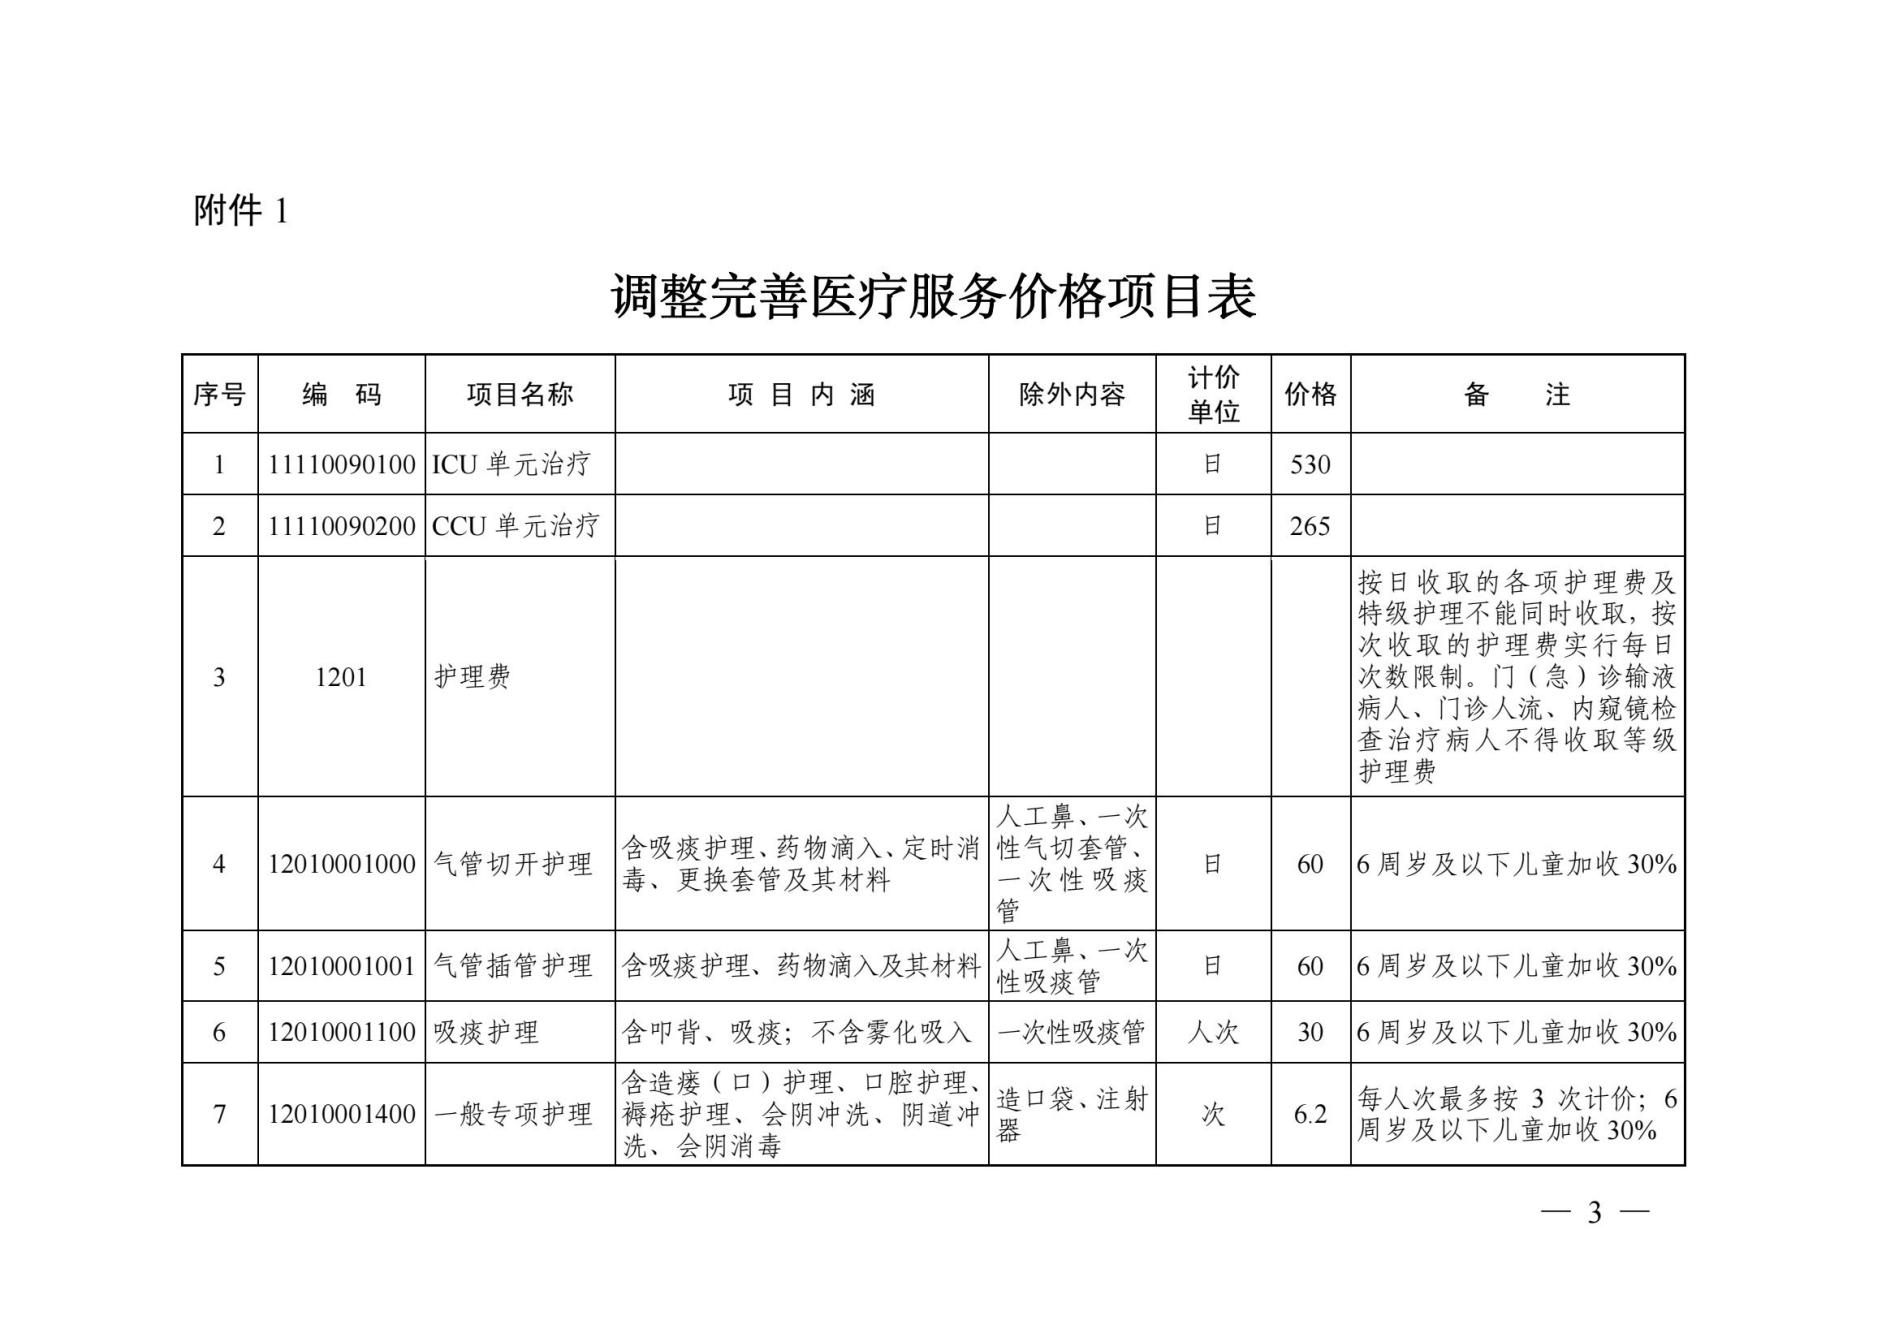 附件 1
调整完善医疗服务价格项目表
序号 编 码 项目名称 项 目 内 涵 除外内容 计价单位 价格 备 注
1 11110090100 ICU 单元治疗 日 530
2 11110090200 CCU 单元治疗 日 265
3 1201 护理费
按日收取的各项护理费及
特级护理不能同时收取，按
次收取的护理费实行每日
次数限制。门（急）诊输液
病人、门诊人流、内窥镜检
查治疗病人不得收取等级
护理费
4 12010001000 气管切开护理
含吸痰护理、药物滴入、定时消
毒、更换套管及其材料
人工鼻、一次
性气切套管、
一次性吸痰
管
日 60 6 周岁及以下儿童加收 30%
5 12010001001 气管插管护理 含吸痰护理、药物滴入及其材料
人工鼻、一次
性吸痰管
日 60 6 周岁及以下儿童加收 30%
6 12010001100 吸痰护理 含叩背、吸痰；不含雾化吸入 一次性吸痰管 人次 30 6 周岁及以下儿童加收 30%
7 12010001400 一般专项护理
含造瘘（口）护理、口腔护理、
褥疮护理、会阴冲洗、阴道冲
洗、会阴消毒
造口袋、注射
器
次 6.2
每人次最多按 3 次计价；6
周岁及以下儿童加收 30%
— 3 —